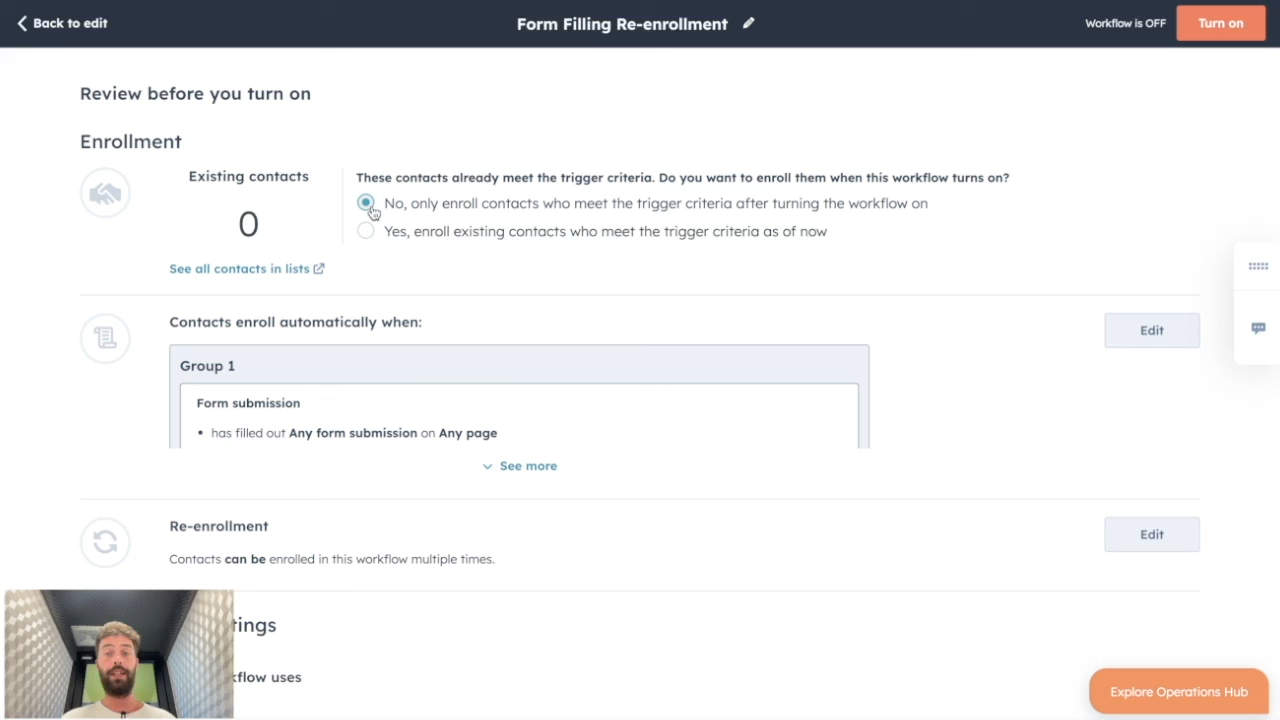 Back to edit
Form Filling Re-enrollment
Workflow is OFF
Turn on
Review before you turn on
Enrollment
Existing contacts
0
See all contacts in lists
These contacts already meet the trigger criteria. Do you want to enroll them when this workflow turns on?
No, only enroll contacts who meet the trigger criteria after turning the workflow on
Yes, enroll existing contacts who meet the trigger criteria as of now
Contacts enroll automatically when:
Edit
Group 1
Form submission
• has filled out Any form submission on Any page
See more
Re-enrollment
Edit
Contacts can be enrolled in this workflow multiple times.
tings
kflow uses
Explore Operations Hub